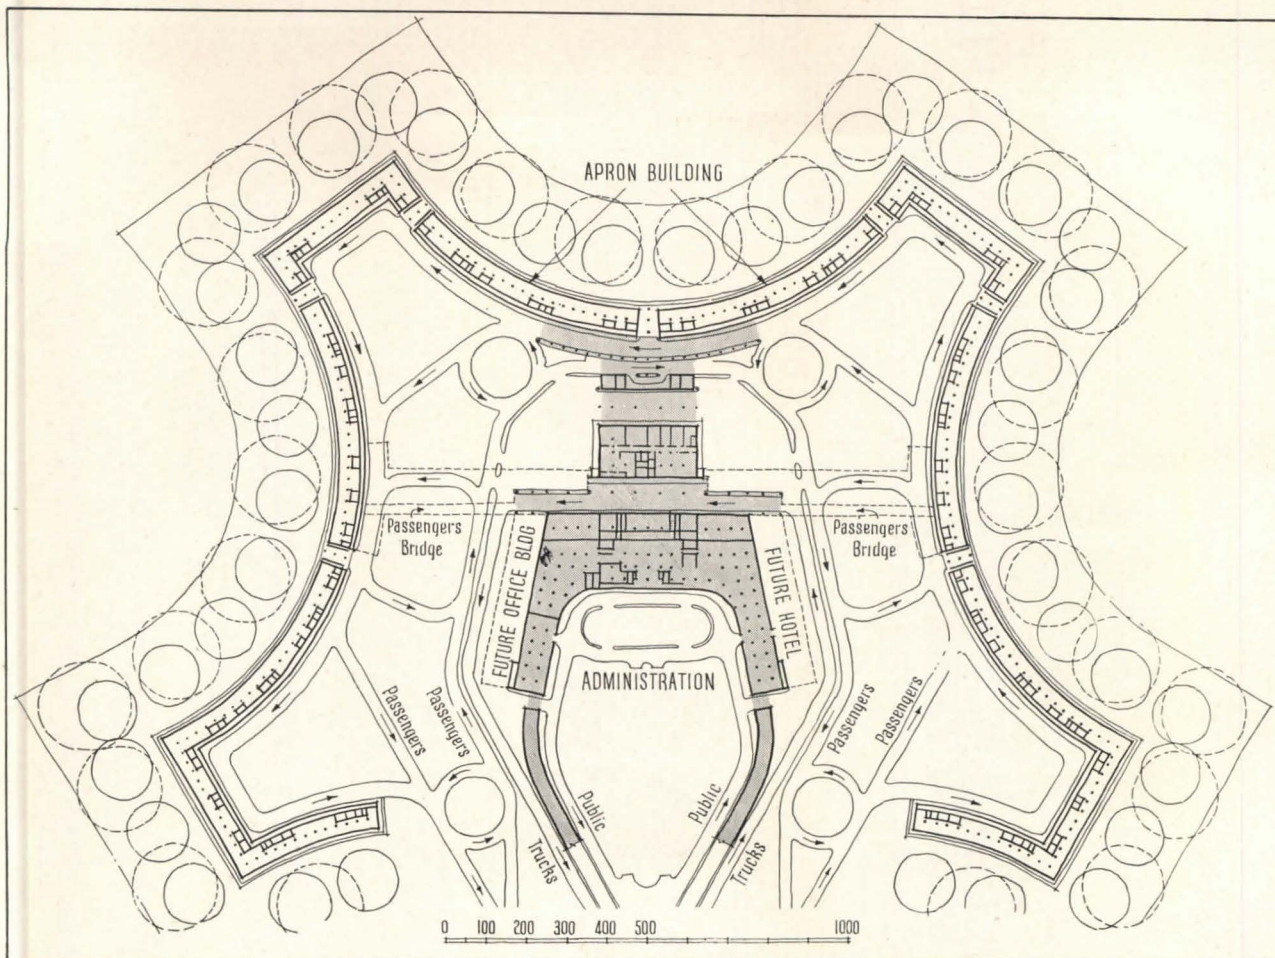 APRON BUILDING
Passengers
Bridge
Passengers
Bridge
FUTURE OFFICE BLDG
FUTURE HOTEL
ADMINISTRATION
Passengers
Passengers
Passengers
Passengers
Public
Public
Trucks
Trucks
0 100 200 300 400 500 1000